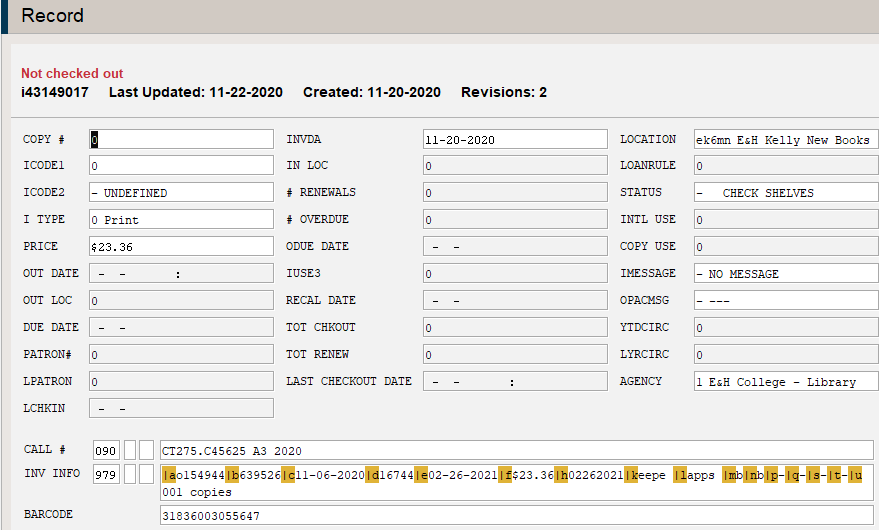 Record
Not checked out
i43149017 Last Updated: 11-22-2020 Created: 11-20-2020 Revisions: 2
COPY # 0 INVDA 11-20-2020 LOCATION ek6mn E&H Kelly New Books
ICODE1 0 IN LOC 0 LOANRULE 0
ICODE2 - UNDEFINED # RENEWALS 0 STATUS - CHECK SHELVES
I TYPE 0 Print # OVERDUE 0 INTL USE 0
PRICE $23.36 ODUE DATE - - COPY USE 0
OUT DATE - - : IUSE3 0 IMESSAGE - NO MESSAGE
OUT LOC 0 RECAL DATE - - OPACMSG - ---
DUE DATE - - TOT CHKOUT 0 YTDCIRC 0
PATRON# 0 TOT RENEW 0 LYRCIRC 0
LPATRON 0 LAST CHECKOUT DATE - - : AGENCY 1 E&H College - Library
LCHKIN - -
CALL # 090 CT275.C45625 A3 2020
INV INFO 979 |ao154944|b639526|c11-06-2020|d16744|e02-26-2021|f$23.36|h02262021|keepe |lapps |mb|nb|p-|q-|s-|t-|u
001 copies
BARCODE 31836003055647